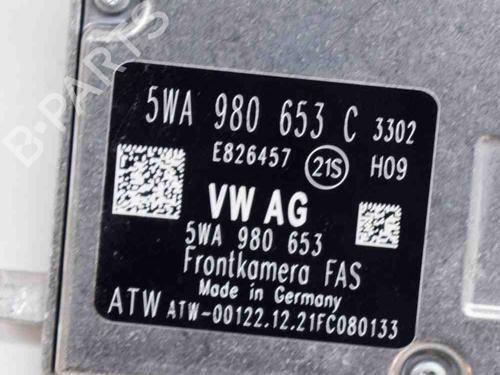 B-PARTS
5WA 980 653 C 3302
E826457 21S H09
VW AG
5WA 980 653
Frontkamera FAS
Made in Germany
ATW ATW-00122.12.21FC080133